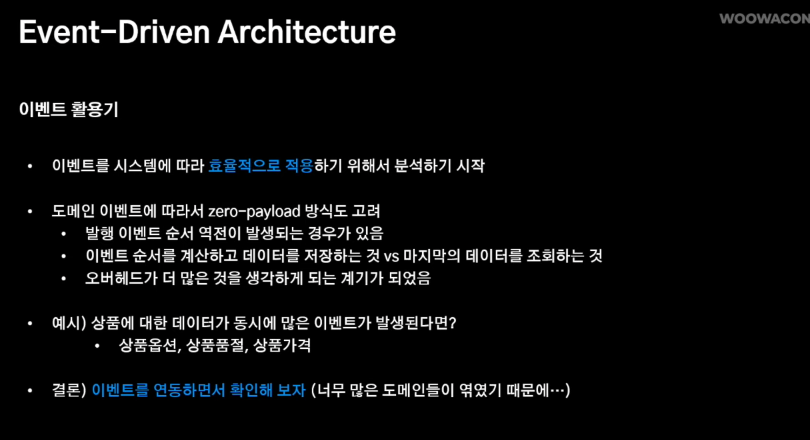 Event-Driven Architecture
WOOWACON
이벤트 활용기
• 이벤트를 시스템에 따라 효율적으로 적용하기 위해서 분석하기 시작
• 도메인 이벤트에 따라서 zero-payload 방식도 고려
• 발행 이벤트 순서 역전이 발생되는 경우가 있음
• 이벤트 순서를 계산하고 데이터를 저장하는 것 vs 마지막의 데이터를 조회하는 것
• 오버헤드가 더 많은 것을 생각하게 되는 계기가 되었음
• 예시) 상품에 대한 데이터가 동시에 많은 이벤트가 발생된다면?
• 상품옵션, 상품품절, 상품가격
• 결론) 이벤트를 연동하면서 확인해 보자 (너무 많은 도메인들이 엮였기 때문에…)